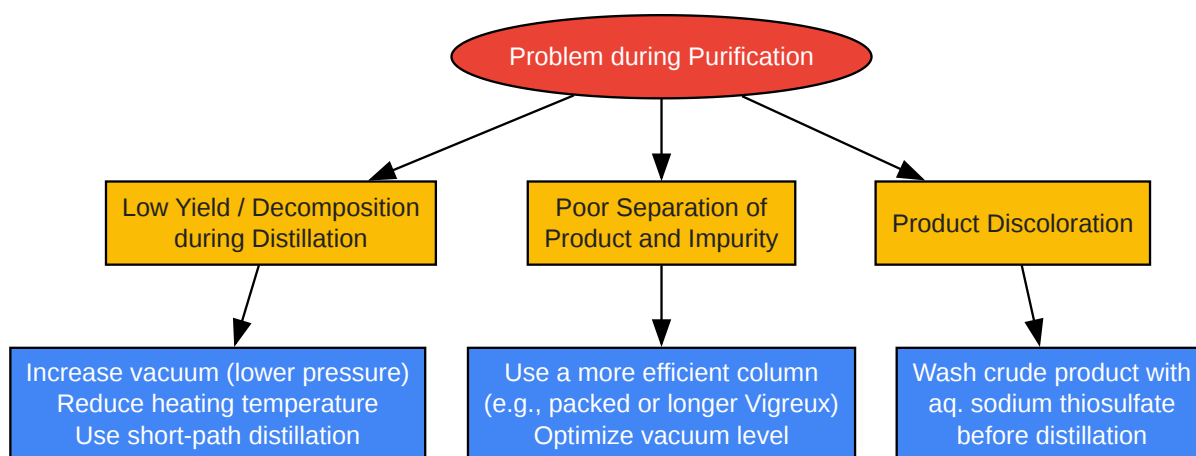 Problem during Purification
Low Yield / Decomposition
during Distillation
Poor Separation of
Product and Impurity
Product Discoloration
Increase vacuum (lower pressure)
Reduce heating temperature
Use short-path distillation
Use a more efficient column
(e.g., packed or longer Vigreux)
Optimize vacuum level
Wash crude product with
aq. sodium thiosulfate
before distillation